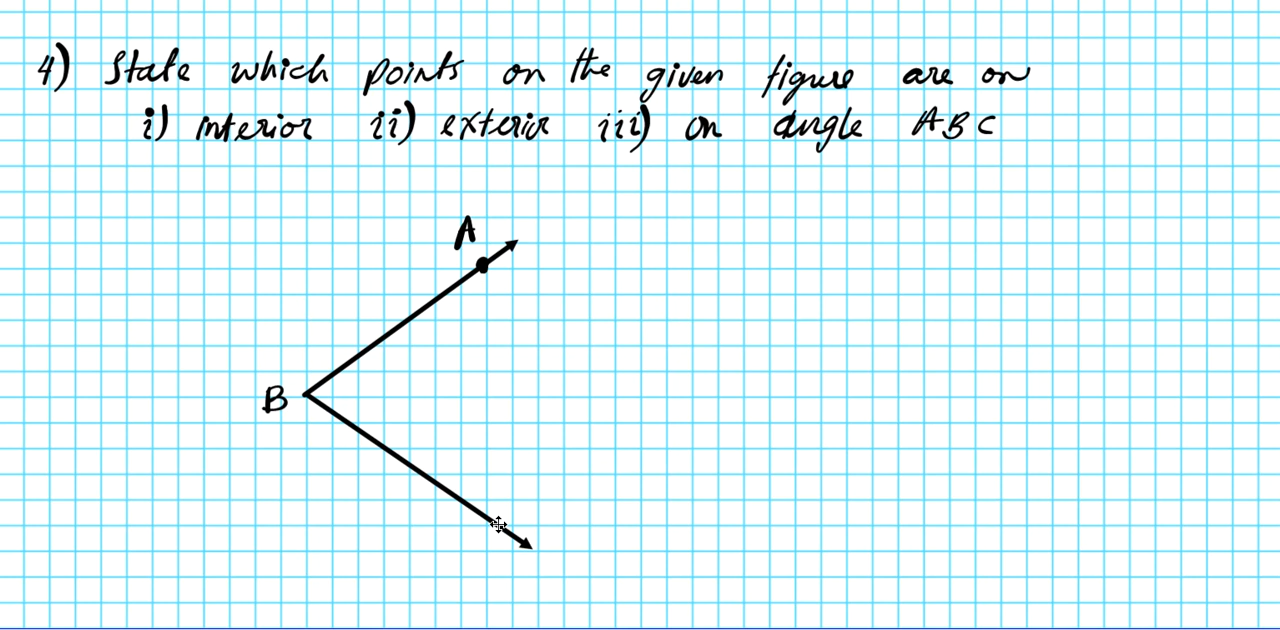 4) State which points on the given figure are on
i) interior ii) exterior iii) on angle ABC
A
B